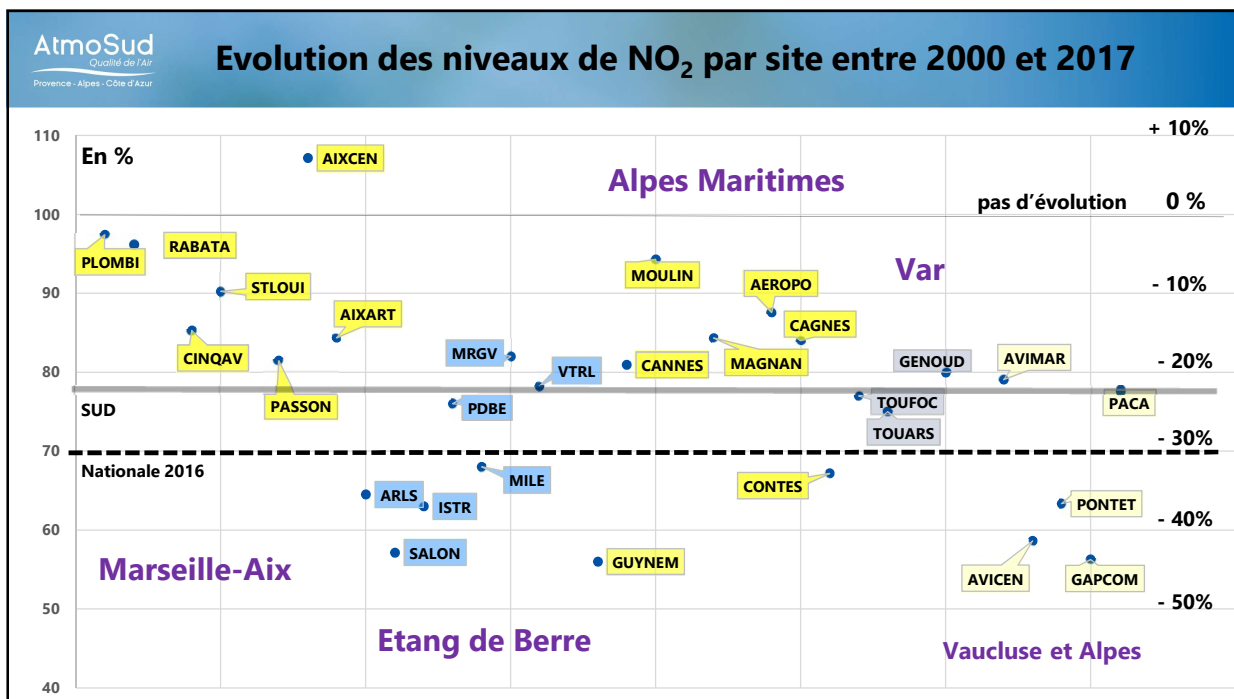 AtmoSud
Qualité de l'Air
Provence - Alpes - Côte d'Azur
Evolution des niveaux de NO2 par site entre 2000 et 2017
110
En %
+ 10%
AIXCEN
Alpes Maritimes
pas d'évolution 0 %
100
PLOMBI
RABATA
MOULIN
Var
STLOUI
AEROPO
- 10%
90
AIXART
CAGNES
CINQAV
MRGV
VTRL
CANNES
MAGNAN
GENOUD
AVIMAR
- 20%
80
SUD
PASSON
PDBE
TOUFOC
TOUARS
PACA
- 30%
70
Nationale 2016
ARLS
ISTR
MILE
CONTES
PONTET
60
- 40%
SALON
GUYNEM
AVICEN
GAPCOM
Marseille-Aix
- 50%
50
Etang de Berre
Vaucluse et Alpes
40